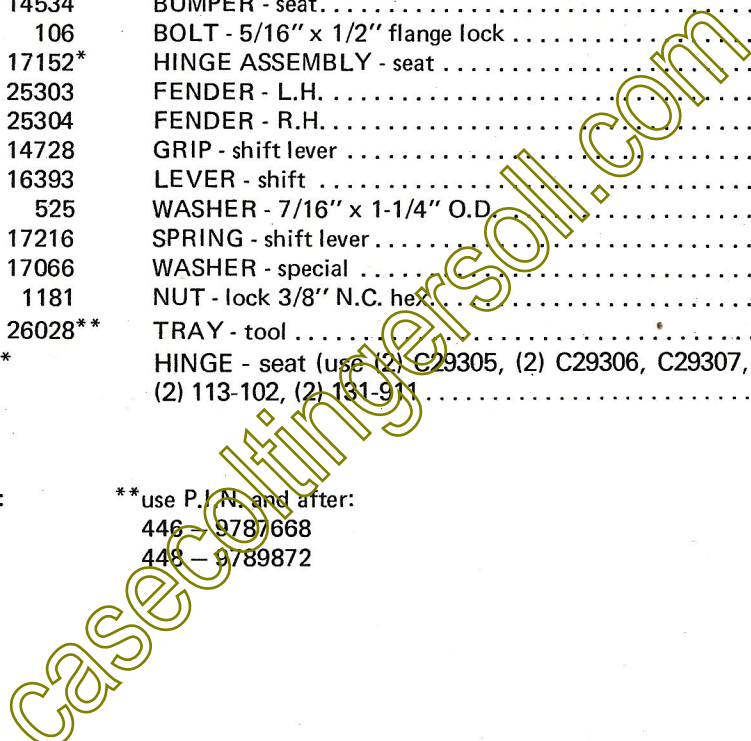 14534 BUMPER - seat . . . . . . . . . . . . . . . . . . . . . . . . . . . . . .
106 BOLT - 5/16" x 1/2" flange lock . . . . . . . . . . . . . . . . . .
17152* HINGE ASSEMBLY - seat . . . . . . . . . . . . . . . . . . . . . . .
25303 FENDER - L.H. . . . . . . . . . . . . . . . . . . . . . . . . . . . . . .
25304 FENDER - R.H. . . . . . . . . . . . . . . . . . . . . . . . . . . . . . .
14728 GRIP - shift lever . . . . . . . . . . . . . . . . . . . . . . . . . . . . .
16393 LEVER - shift . . . . . . . . . . . . . . . . . . . . . . . . . . . . . . .
525 WASHER - 7/16" x 1-1/4" O.D. . . . . . . . . . . . . . . . . . .
17216 SPRING - shift lever . . . . . . . . . . . . . . . . . . . . . . . . . . .
17066 WASHER - special . . . . . . . . . . . . . . . . . . . . . . . . . . . .
1181 NUT - lock 3/8" N.C. hex. . . . . . . . . . . . . . . . . . . . . . .
26028** TRAY - tool . . . . . . . . . . . . . . . . . . . . . . . . . . . . . . . .
* HINGE - seat (use (2) C29305, (2) C29306, C29307,
(2) 113-102, (2) 131-911 . . . . . . . . . . . . . . . . . . . . . . .
: **use P.I.N. and after:
446 — 9787668
448 — 9789872
casecoltingersoll.com